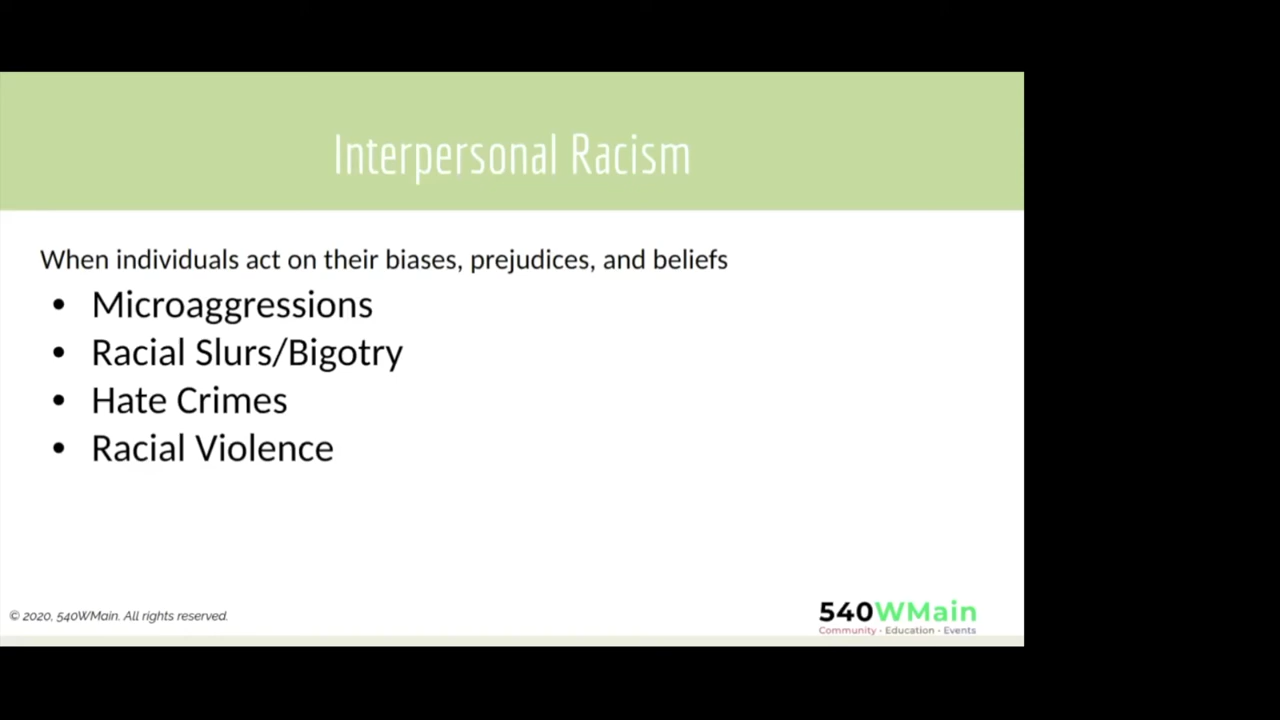 Interpersonal Racism
When individuals act on their biases, prejudices, and beliefs
• Microaggressions
• Racial Slurs/Bigotry
• Hate Crimes
• Racial Violence
© 2020, 540WMain. All rights reserved.
540WMain
Community - Education - Events